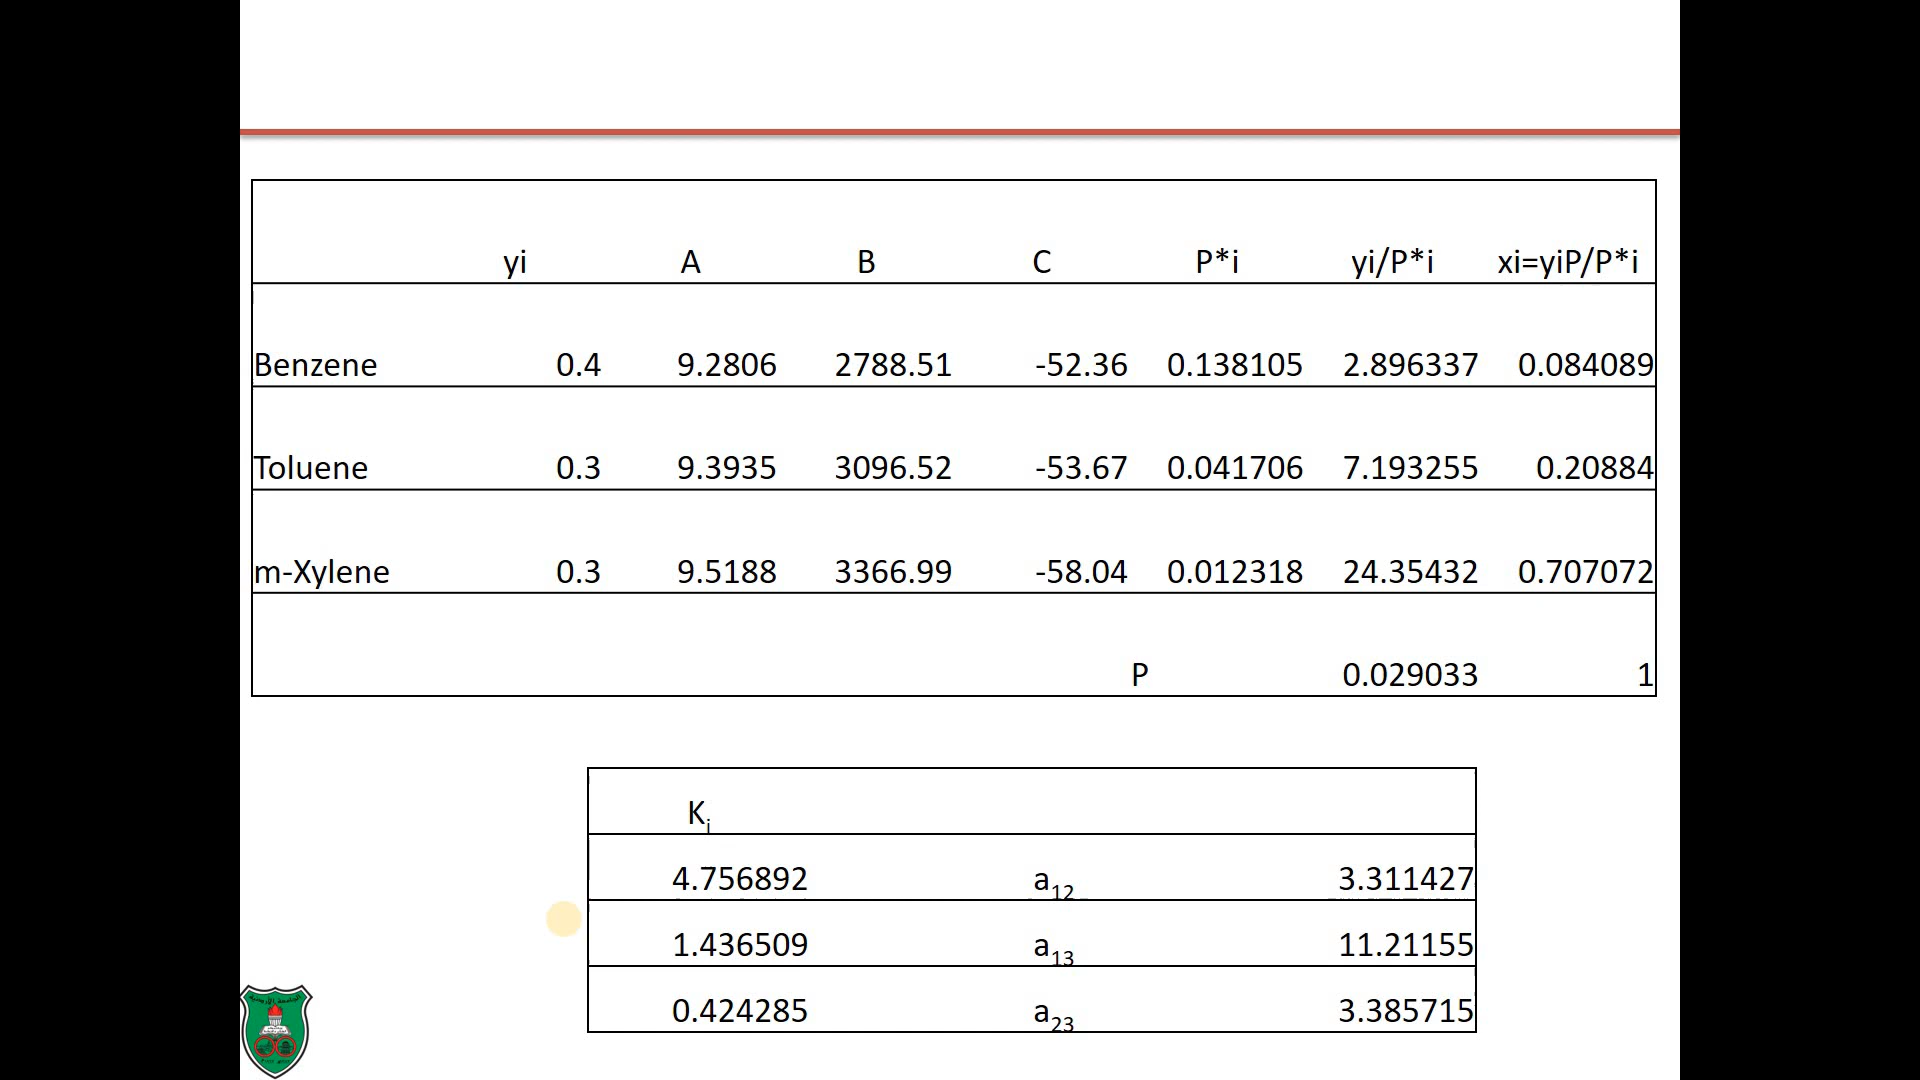 yi A B C P*i yi/P*i xi=yiP/P*i
Benzene 0.4 9.2806 2788.51 -52.36 0.138105 2.896337 0.084089
Toluene 0.3 9.3935 3096.52 -53.67 0.041706 7.193255 0.20884
m-Xylene 0.3 9.5188 3366.99 -58.04 0.012318 24.35432 0.707072
P 0.029033 1
Ki
4.756892 a12 3.311427
1.436509 a13 11.21155
0.424285 a23 3.385715